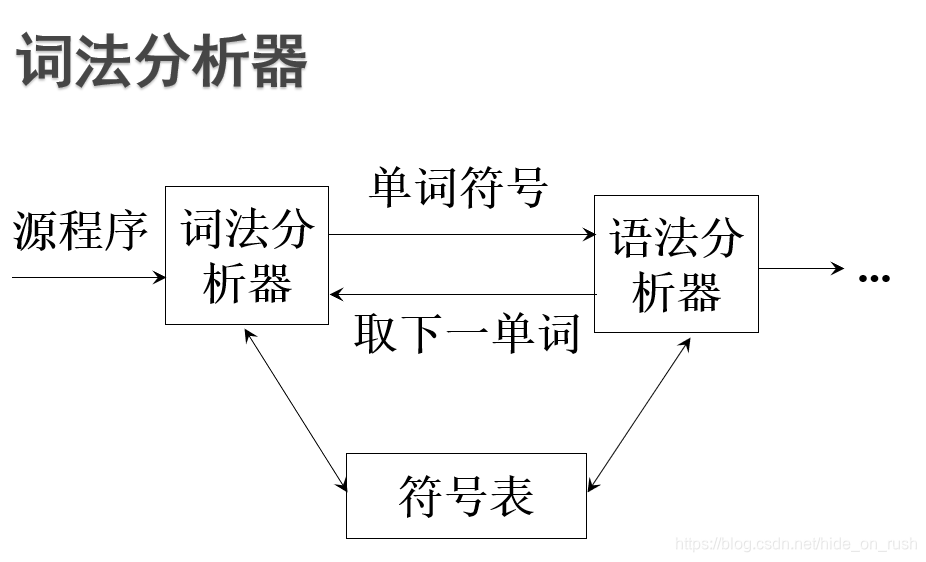 词法分析器
单词符号
源程序
词法分
析器
语法分
析器
...
取下一单词
符号表
https://blog.csdn.net/hide_on_rush